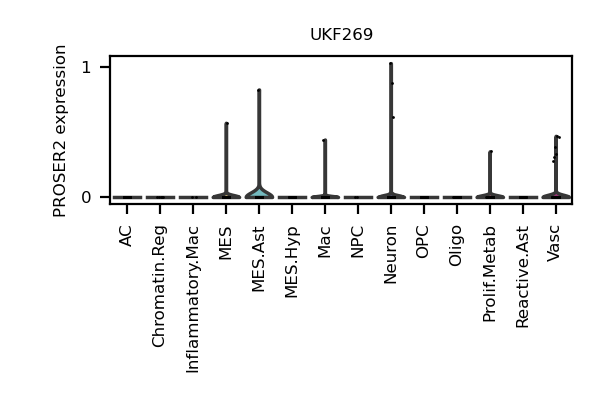 UKF269
PROSER2 expression
1
0
AC
Chromatin.Reg
Inflammatory.Mac
MES
MES.Ast
MES.Hyp
Mac
NPC
Neuron
OPC
Oligo
Prolif.Metab
Reactive.Ast
Vasc